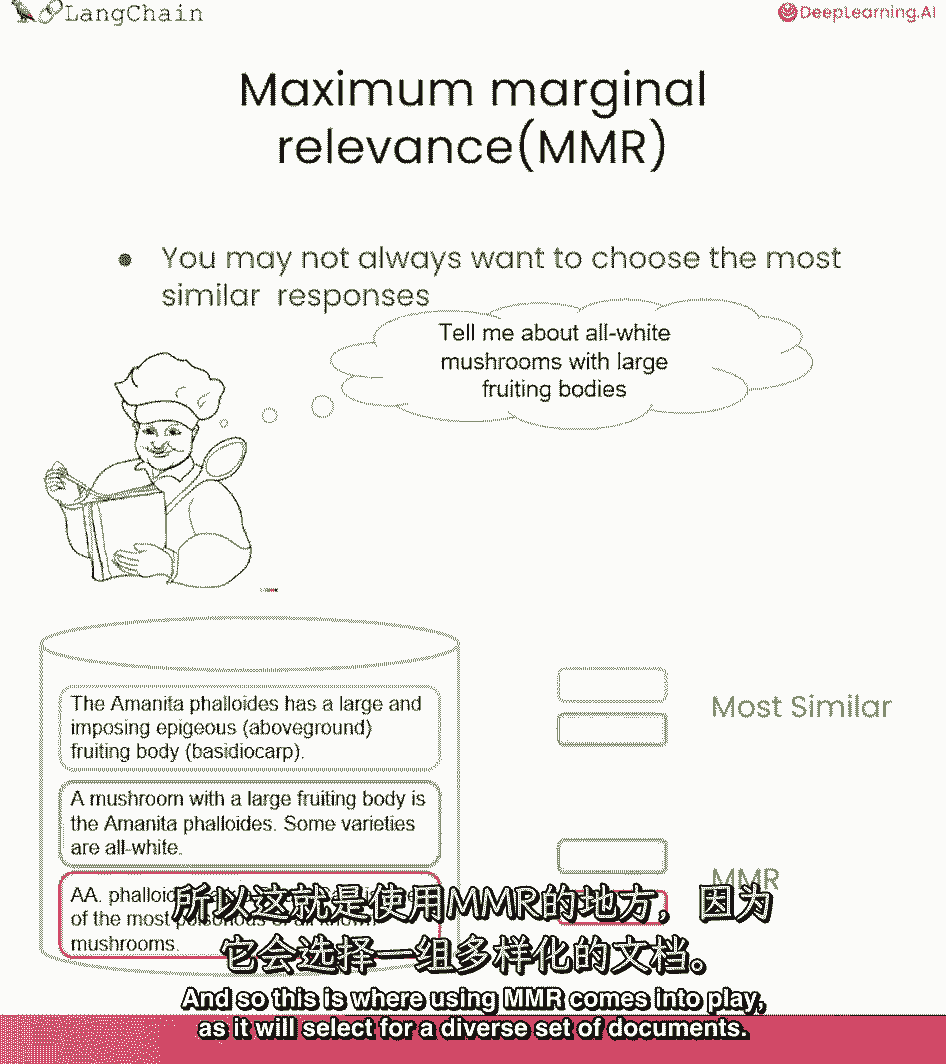 LangChain
DeepLearning.AI
Maximum marginal
relevance(MMR)
You may not always want to choose the most
similar responses
Tell me about all-white
mushrooms with large
fruiting bodies
The Amanita phalloides has a large and
imposing epigeous (aboveground)
fruiting body (basidiocarp).
Most Similar
A mushroom with a large fruiting body is
the Amanita phalloides. Some varieties
are all-white.
MMR
AA.
of the most poisonous of all known
mushrooms.
所以这就是使用MMR的地方，因为
它会选择一组多样化的文档。
And so this is where using MMR comes into play,
as it will select for a diverse set of documents.